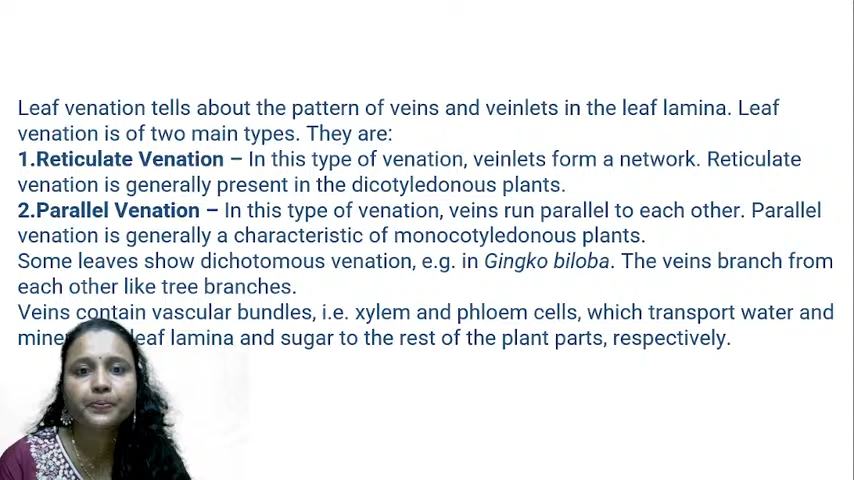 Leaf venation tells about the pattern of veins and veinlets in the leaf lamina. Leaf
venation is of two main types. They are:
1.Reticulate Venation – In this type of venation, veinlets form a network. Reticulate
venation is generally present in the dicotyledonous plants.
2.Parallel Venation – In this type of venation, veins run parallel to each other. Parallel
venation is generally a characteristic of monocotyledonous plants.
Some leaves show dichotomous venation, e.g. in Gingko biloba. The veins branch from
each other like tree branches.
Veins contain vascular bundles, i.e. xylem and phloem cells, which transport water and
leaf lamina and sugar to the rest of the plant parts, respectively.